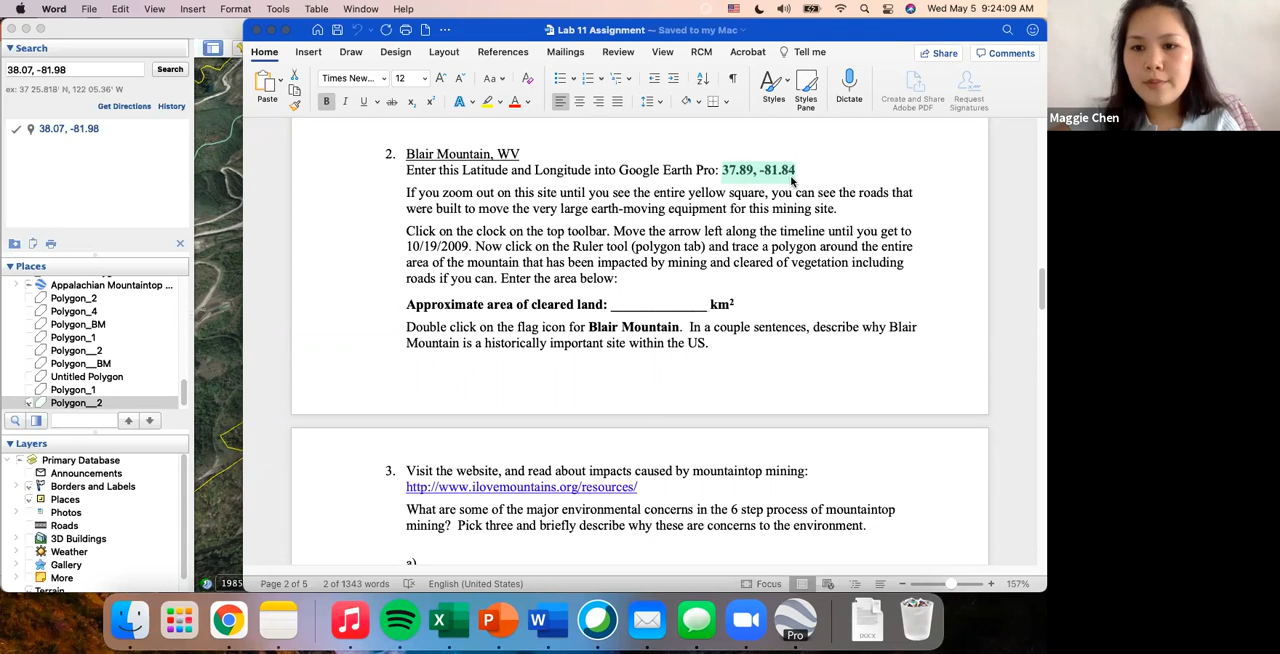 Word File Edit View Insert Format Tools Table Window Help
Wed May 5 9:24:09 AM
Search
38.07, -81.98
Search
ex: 37 25.818' N, 122 05.36' W
Get Directions History
38.07, -81.98
Places
Appalachian Mountaintop ...
Polygon_2
Polygon_4
Polygon_BM
Polygon_1
Polygon__2
Polygon__BM
Untitled Polygon
Polygon_1
Polygon__2
Layers
Primary Database
Announcements
Borders and Labels
Places
Photos
Roads
3D Buildings
Weather
Gallery
More
Terrain
1985
Lab 11 Assignment — Saved to my Mac
Home Insert Draw Design Layout References Mailings Review View RCM Acrobat Tell me
Share Comments
Paste
Times New... 12
Styles
Styles Pane
Dictate
Create and Share Adobe PDF
Request Signatures
2. Blair Mountain, WV
Enter this Latitude and Longitude into Google Earth Pro: 37.89, -81.84
If you zoom out on this site until you see the entire yellow square, you can see the roads that
were built to move the very large earth-moving equipment for this mining site.
Click on the clock on the top toolbar. Move the arrow left along the timeline until you get to
10/19/2009. Now click on the Ruler tool (polygon tab) and trace a polygon around the entire
area of the mountain that has been impacted by mining and cleared of vegetation including
roads if you can. Enter the area below:
Approximate area of cleared land: ______________ km²
Double click on the flag icon for Blair Mountain. In a couple sentences, describe why Blair
Mountain is a historically important site within the US.
3. Visit the website, and read about impacts caused by mountaintop mining:
http://www.ilovemountains.org/resources/
What are some of the major environmental concerns in the 6 step process of mountaintop
mining? Pick three and briefly describe why these are concerns to the environment.
a)
Page 2 of 5 2 of 1343 words English (United States) Focus 157%
Pro
DOCX
Maggie Chen